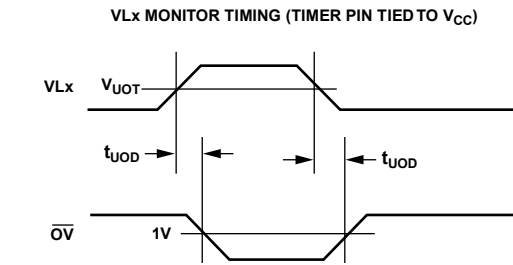 VLx MONITOR TIMING (TIMER PIN TIED TO VCC)
VLx VUOT
tUOD tUOD
OV 1V